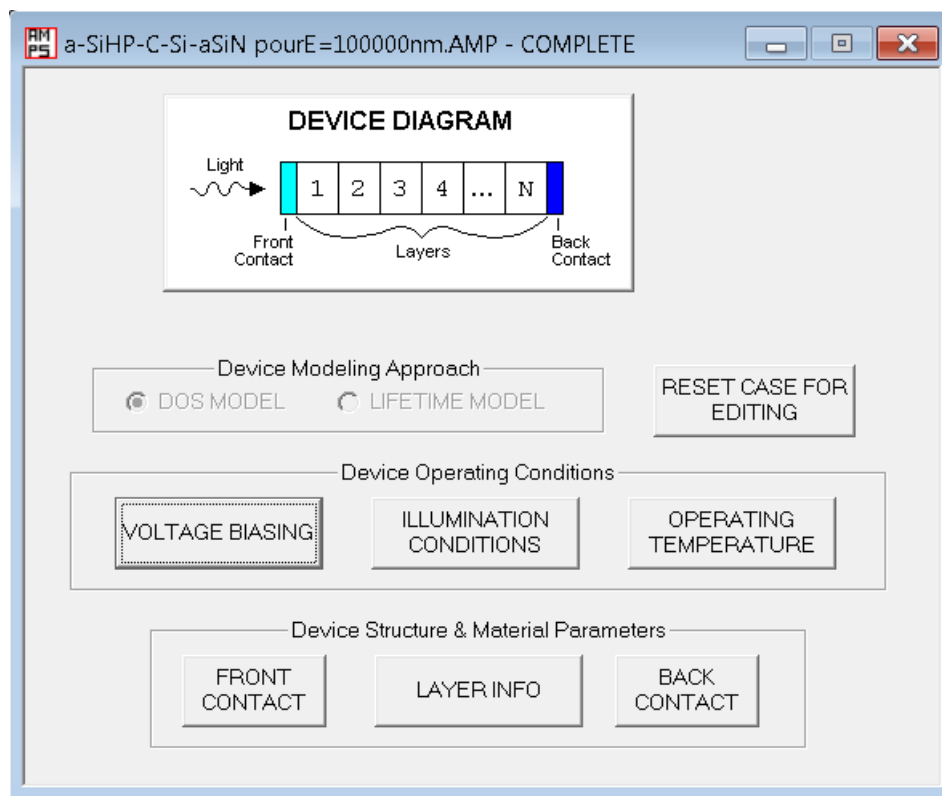 AM
PS
a-SiHP-C-Si-aSiN pourE=100000nm.AMP - COMPLETE
DEVICE DIAGRAM
Light
1 2 3 4 ... N
Front
Contact
Layers
Back
Contact
Device Modeling Approach
DOS MODEL
LIFETIME MODEL
RESET CASE FOR
EDITING
Device Operating Conditions
VOLTAGE BIASING
ILLUMINATION
CONDITIONS
OPERATING
TEMPERATURE
Device Structure & Material Parameters
FRONT
CONTACT
LAYER INFO
BACK
CONTACT